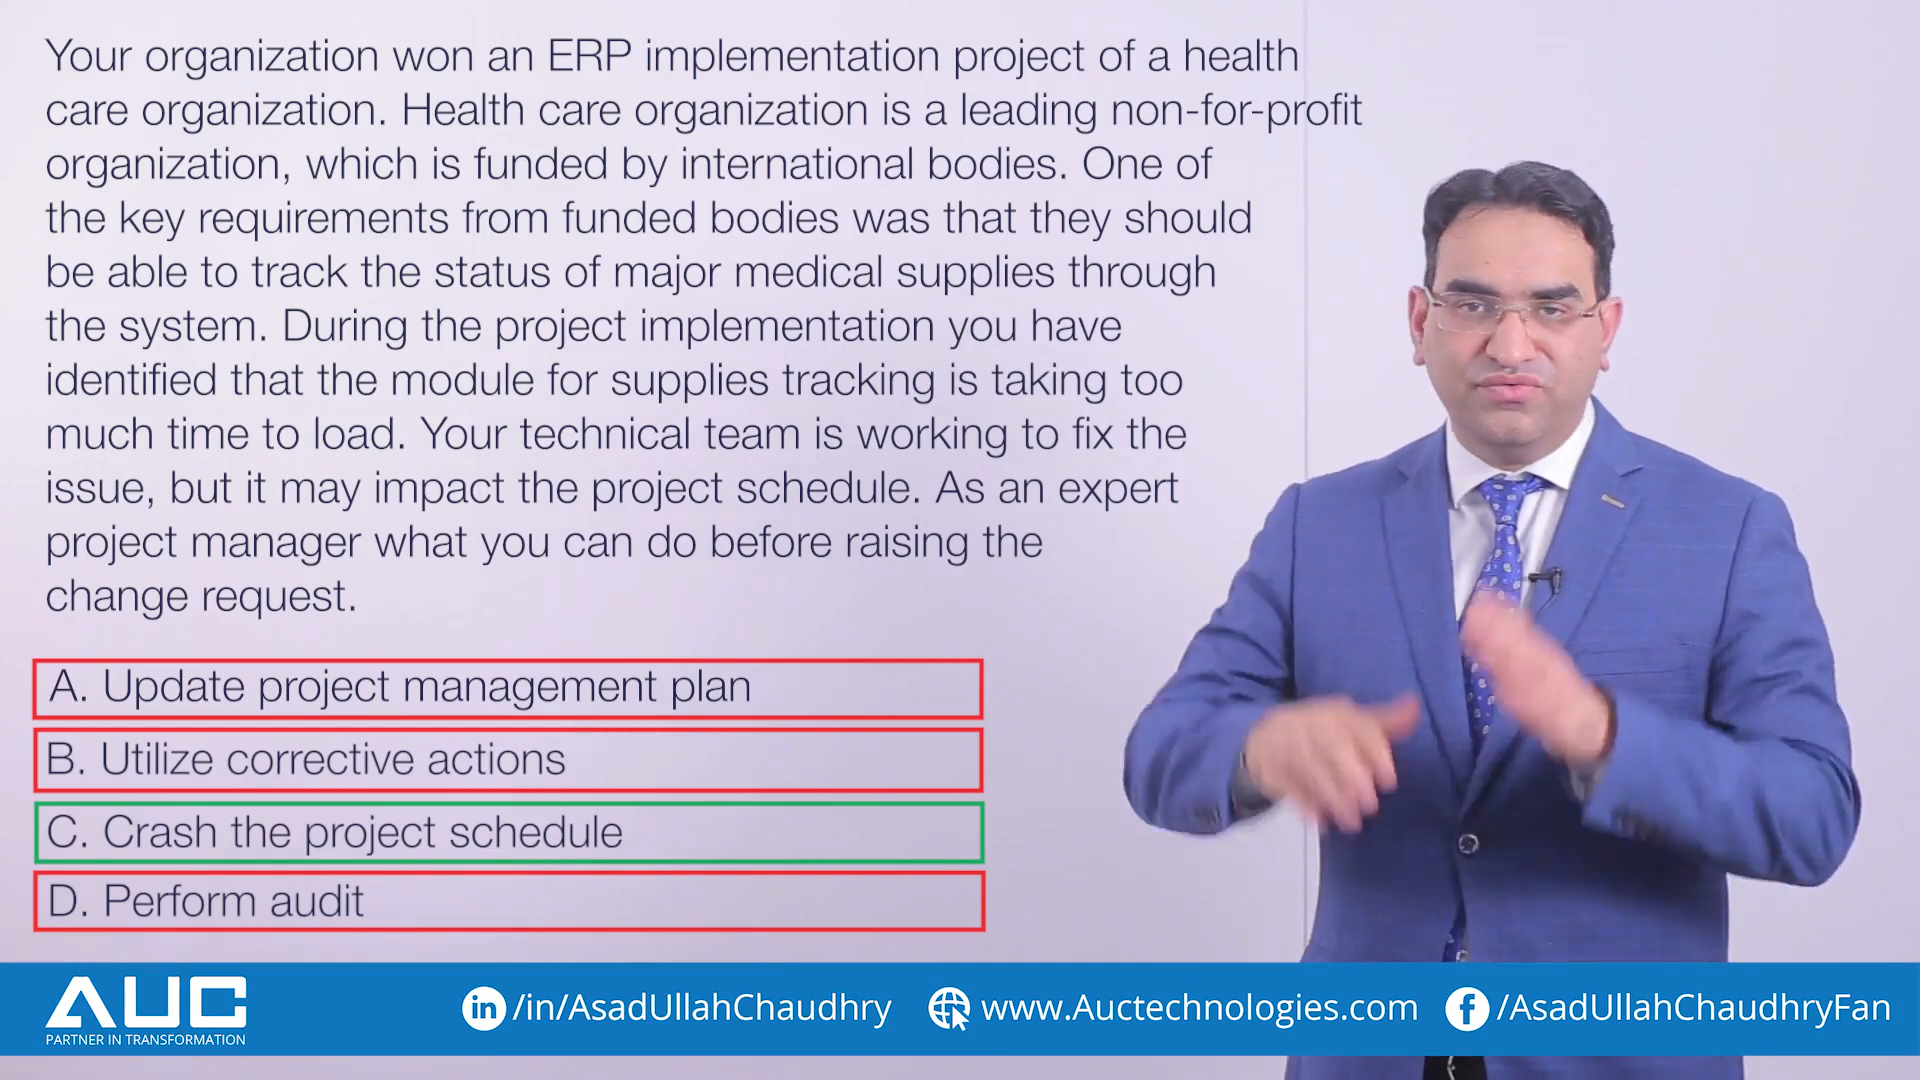 Your organization won an ERP implementation project of a health
care organization. Health care organization is a leading non-for-profit
organization, which is funded by international bodies. One of
the key requirements from funded bodies was that they should
be able to track the status of major medical supplies through
the system. During the project implementation you have
identified that the module for supplies tracking is taking too
much time to load. Your technical team is working to fix the
issue, but it may impact the project schedule. As an expert
project manager what you can do before raising the
change request.
A. Update project management plan
B. Utilize corrective actions
C. Crash the project schedule
D. Perform audit
AUC
PARTNER IN TRANSFORMATION
in /in/AsadUllahChaudhry
www.Auctechnologies.com
f /AsadUllahChaudhryFan